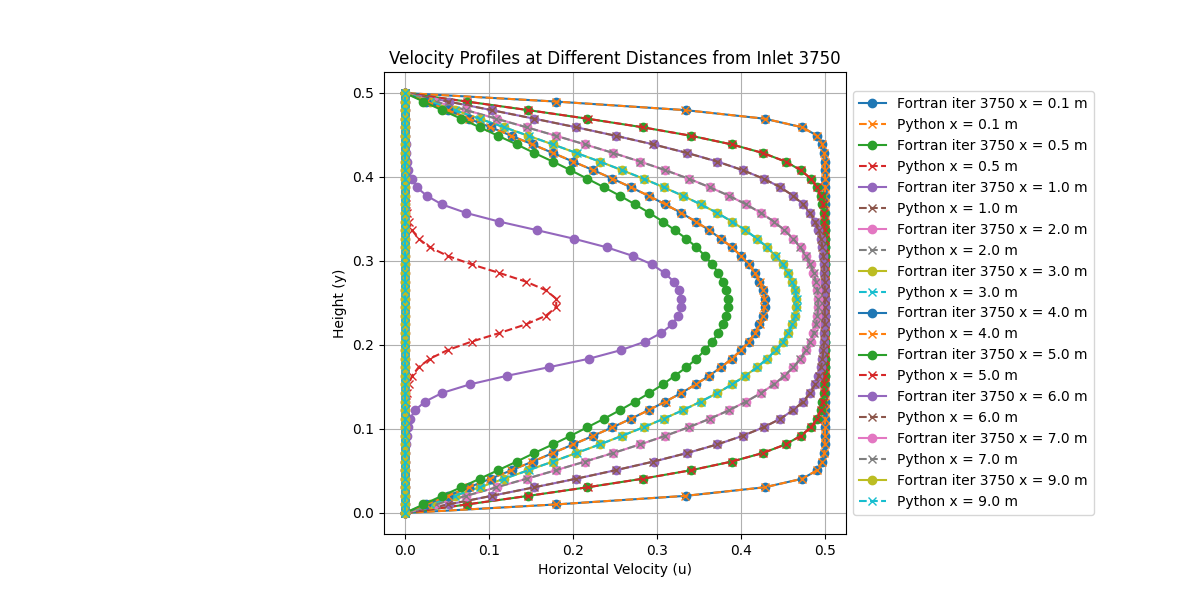 Velocity Profiles at Different Distances from Inlet 3750
0.5
0.4
0.3
0.2
0.1
0.0
Height (y)
0.0 0.1 0.2 0.3 0.4 0.5
Horizontal Velocity (u)
Fortran iter 3750 x = 0.1 m
Python x = 0.1 m
Fortran iter 3750 x = 0.5 m
Python x = 0.5 m
Fortran iter 3750 x = 1.0 m
Python x = 1.0 m
Fortran iter 3750 x = 2.0 m
Python x = 2.0 m
Fortran iter 3750 x = 3.0 m
Python x = 3.0 m
Fortran iter 3750 x = 4.0 m
Python x = 4.0 m
Fortran iter 3750 x = 5.0 m
Python x = 5.0 m
Fortran iter 3750 x = 6.0 m
Python x = 6.0 m
Fortran iter 3750 x = 7.0 m
Python x = 7.0 m
Fortran iter 3750 x = 9.0 m
Python x = 9.0 m